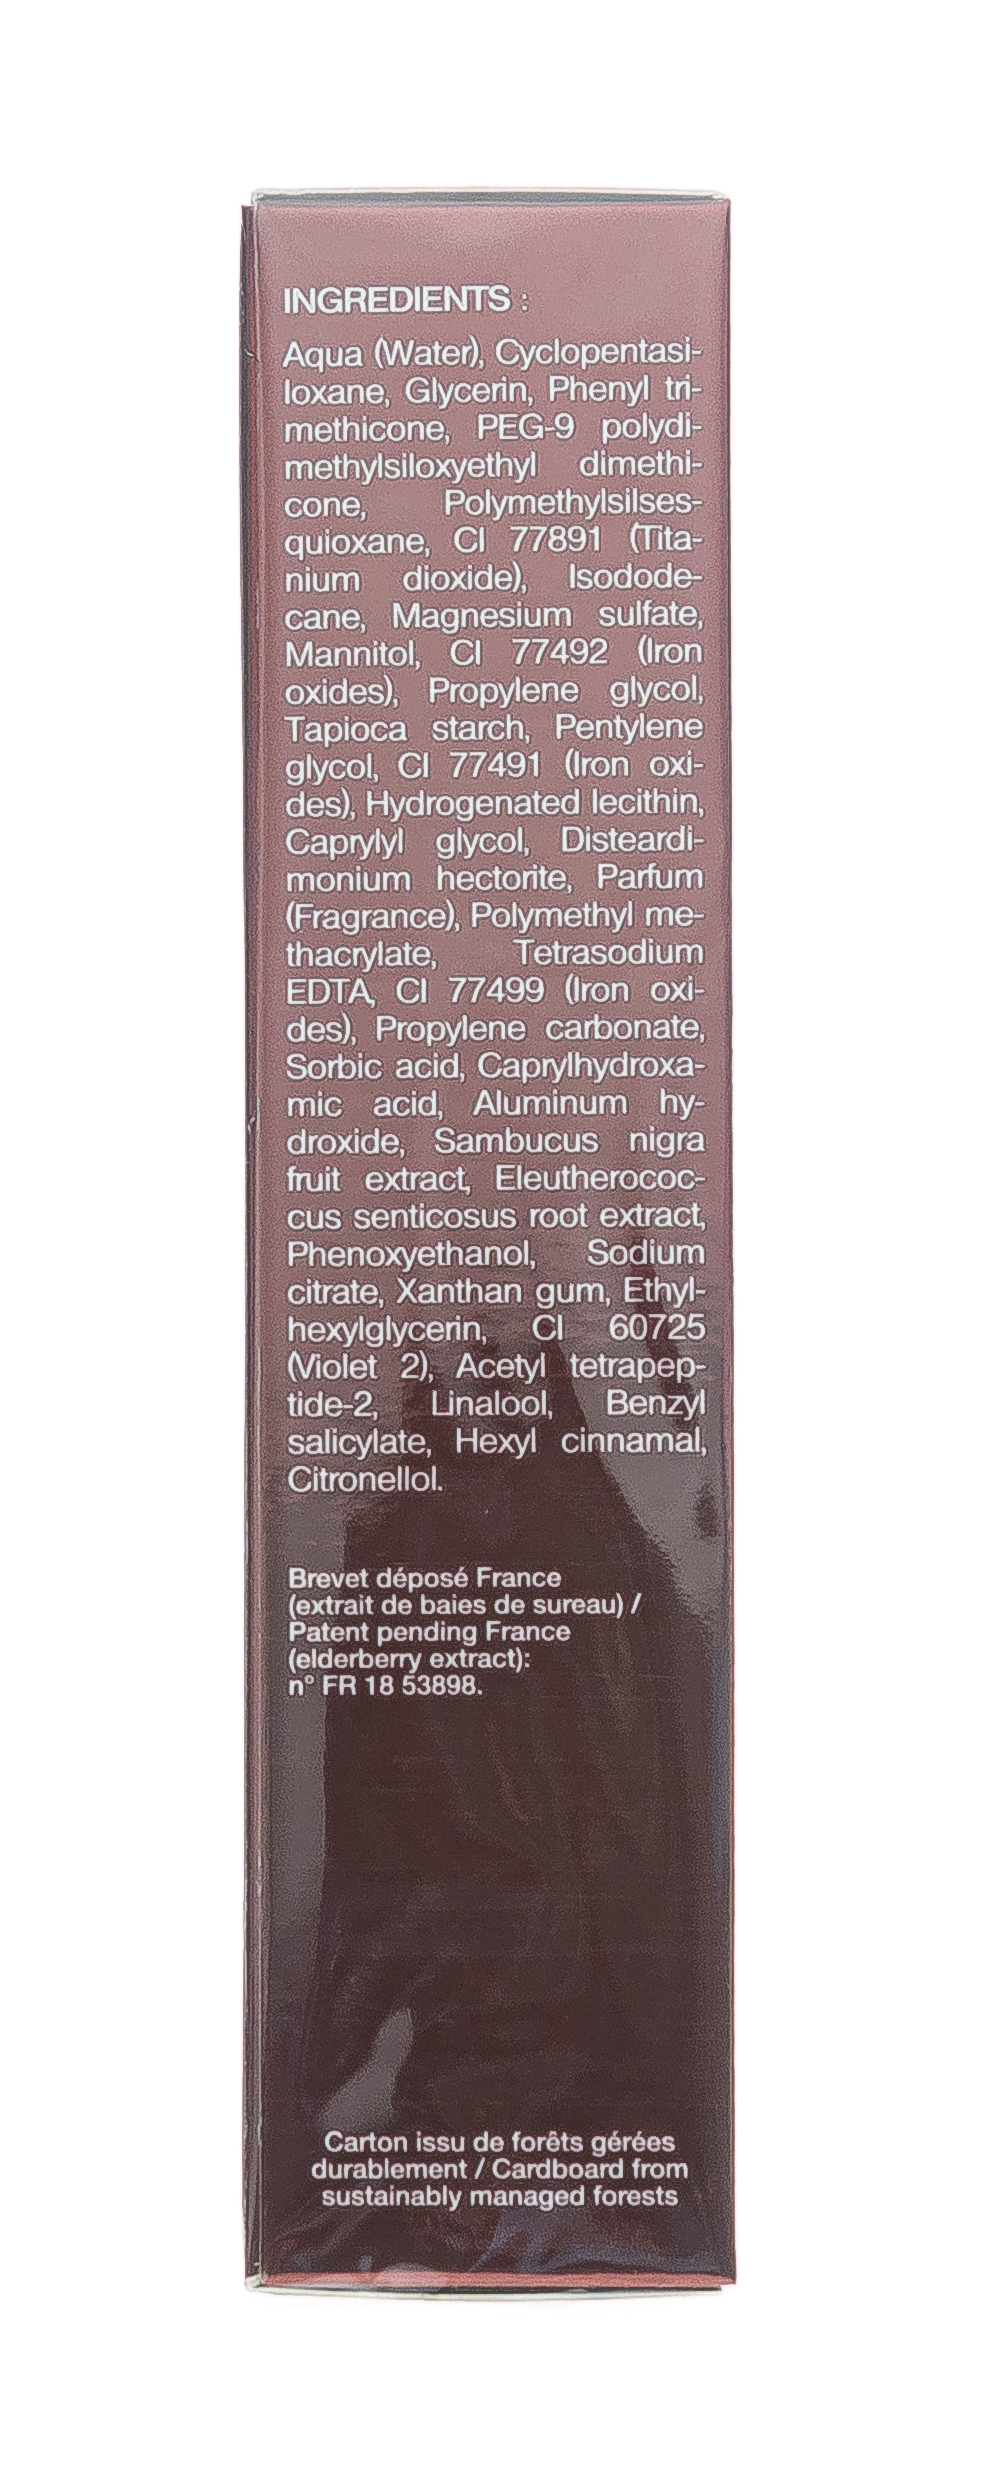 INGREDIENTS :
Aqua (Water), Cyclopentasi-
loxane, Glycerin, Phenyl tri-
methicone, PEG-9 polydi-
methylsiloxyethyl dimethi-
cone, Polymethylsilses-
quioxane, CI 77891 (Tita-
nium dioxide), Isodode-
cane, Magnesium sulfate,
Mannitol, CI 77492 (Iron
oxides), Propylene glycol,
Tapioca starch, Pentylene
glycol, CI 77491 (Iron oxi-
des), Hydrogenated lecithin,
Caprylyl glycol, Disteardi-
monium hectorite, Parfum
(Fragrance), Polymethyl me-
thacrylate, Tetrasodium
EDTA, CI 77499 (Iron oxi-
des), Propylene carbonate,
Sorbic acid, Caprylhydroxa-
mic acid, Aluminum hy-
droxide, Sambucus nigra
fruit extract, Eleutherococ-
cus senticosus root extract,
Phenoxyethanol, Sodium
citrate, Xanthan gum, Ethyl-
hexylglycerin, CI 60725
(Violet 2), Acetyl tetrapep-
tide-2, Linalool, Benzyl
salicylate, Hexyl cinnamal,
Citronellol.
Brevet déposé France
(extrait de baies de sureau) /
Patent pending France
(elderberry extract):
n° FR 18 53898.
Carton issu de forêts gérées
durablement / Cardboard from
sustainably managed forests